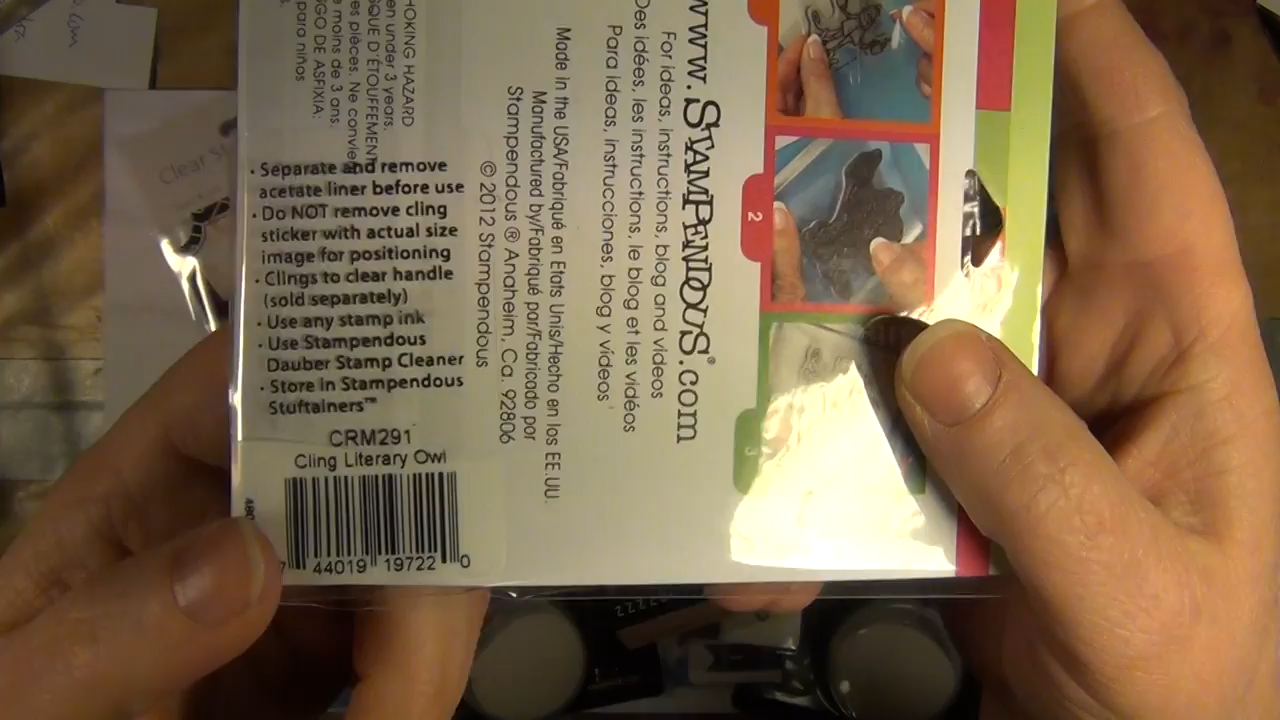 • Separate and remove
acetate liner before use
• Do NOT remove cling
sticker with actual size
image for positioning
• Clings to clear handle
(sold separately)
• Use any stamp ink
• Use Stampendous
Dauber Stamp Cleaner
• Store in Stampendous
Stuftainers™
CRM291
Cling Literary Owl
44019 19722 0
www.STAMPENDOUS®.com
For ideas, instructions, blog and videos
Des idées, les instructions, le blog et les vidéos
Para ideas, instrucciones, blog y videos
Made in the USA/Fabriqué en Etats Unis/Hecho en los EE.UU.
Manufactured by/Fabriqué par/Fabricado por
Stampendous ® Anaheim, Ca. 92806
© 2012 Stampendous
HOKING HAZARD
en under 3 years.
SQUE D'ÉTOUFFEMENT
es pièces. Ne convie
e moins de 3 ans.
GO DE ASFIXIA:
para niños
2
3
Clear